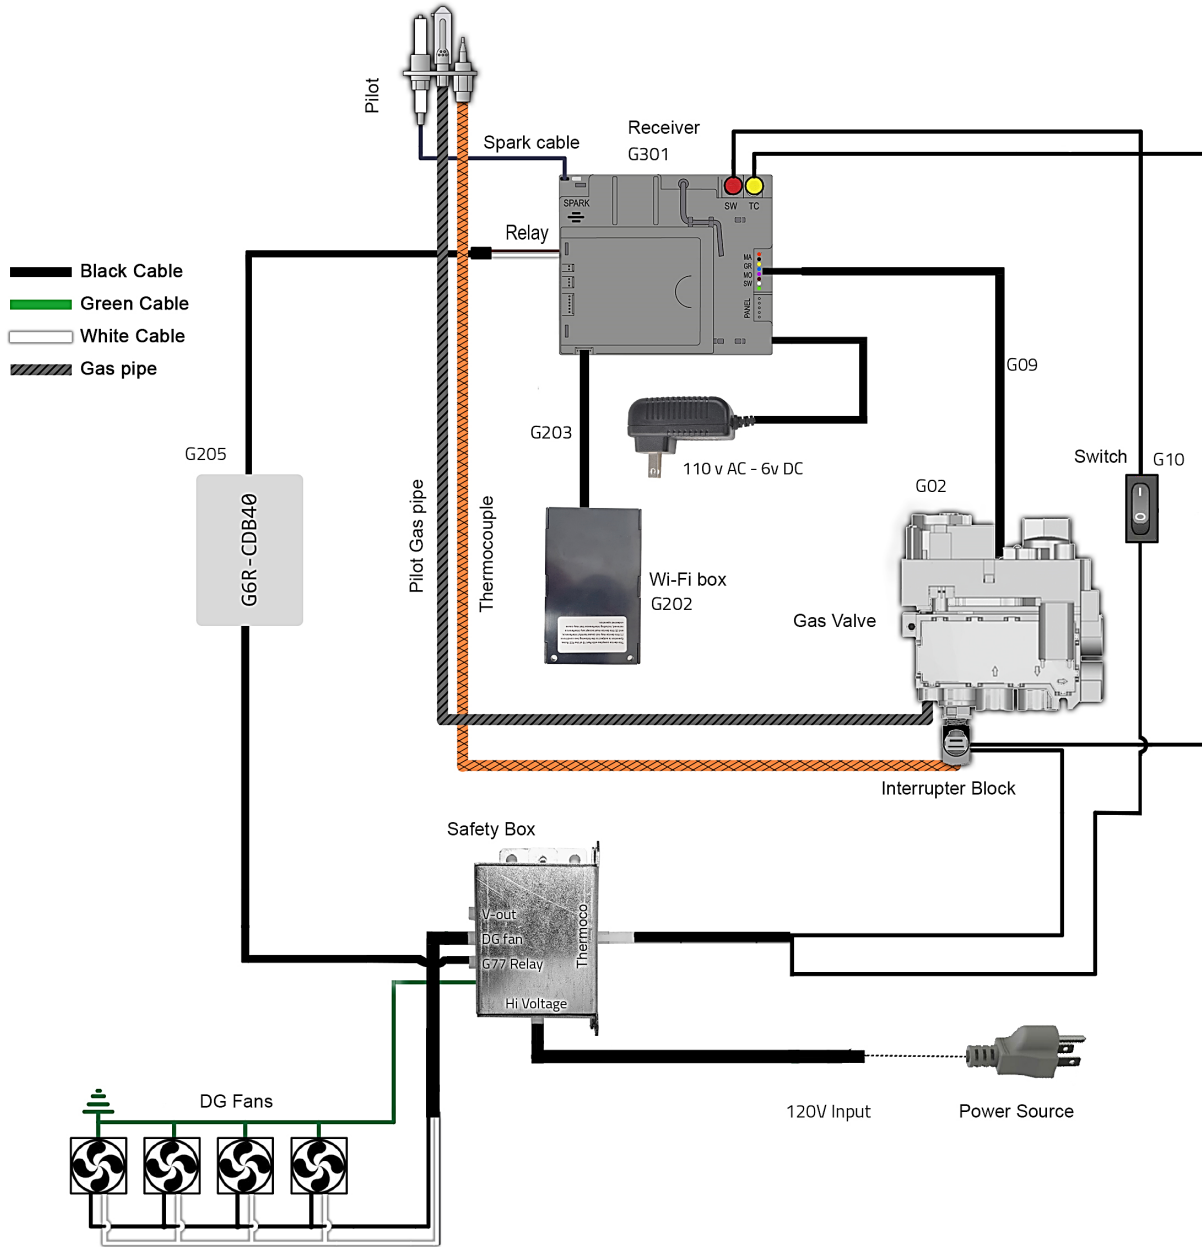 Pilot
Spark cable
Receiver
G301
SPARK
SW
TC
Relay
MA
GR
MO
SW
PANEL
Black Cable
Green Cable
White Cable
Gas pipe
G09
G203
110 v AC - 6v DC
G205
G6R-CDB40
Switch
G10
G02
Pilot Gas pipe
Thermocouple
Wi-Fi box
G202
Gas Valve
I
O
Interrupter Block
Safety Box
V-out
DG fan
G77 Relay
Thermoco
Hi Voltage
DG Fans
120V Input
Power Source